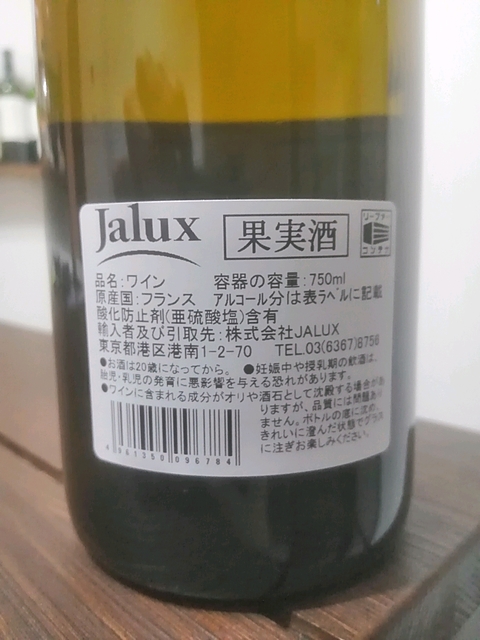 Jalux
果実酒
リーファー
コンテナ
品名:ワイン 容器の容量:750ml
原産国:フランス アルコール分は表ラベルに記載
酸化防止剤(亜硫酸塩)含有
輸入者及び引取先:株式会社JALUX
東京都港区港南1-2-70 TEL.03(6367)8756
●お酒は20歳になってから。 ●妊娠中や授乳期の飲酒は、
胎児・乳児の発育に悪影響を与える恐れがあります。
●ワインに含まれる成分がオリや酒石として沈殿する場合があ
りますが、品質には問題あり
ません。ボトルの底に沈め、
きれいに澄んだ状態でグラス
に注ぎお楽しみください。
4 961350 096784